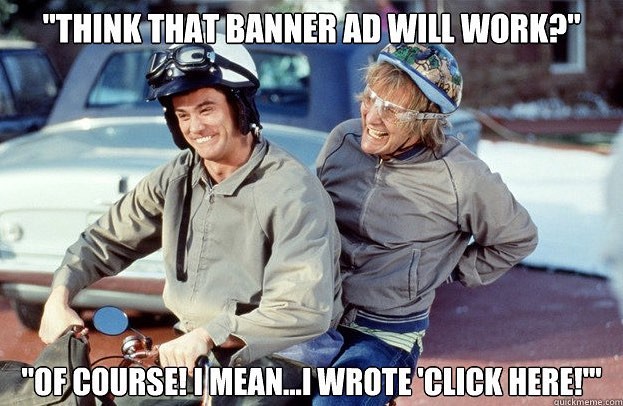 "THINK THAT BANNER AD WILL WORK?"
"OF COURSE! I MEAN...I WROTE 'CLICK HERE!'"
quickmeme.com